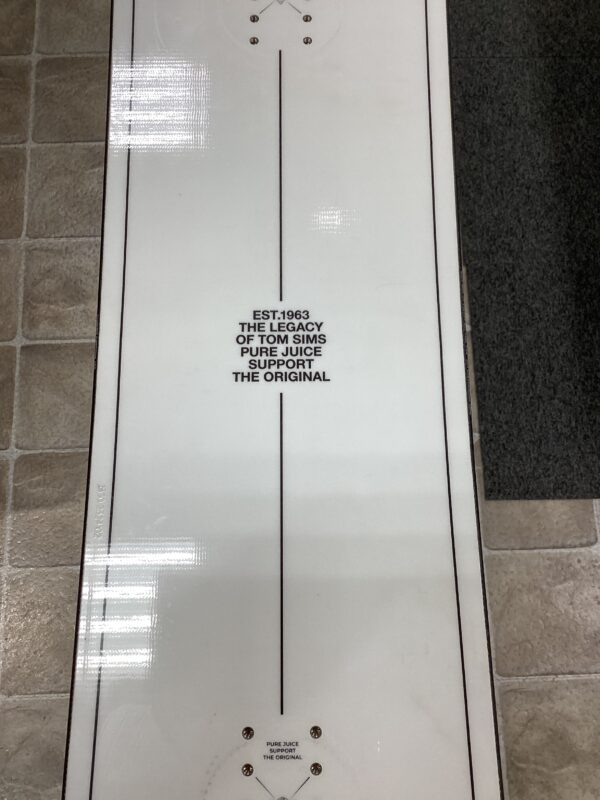 EST.1963
THE LEGACY
OF TOM SIMS
PURE JUICE
SUPPORT
THE ORIGINAL
PURE JUICE
SUPPORT
THE ORIGINAL